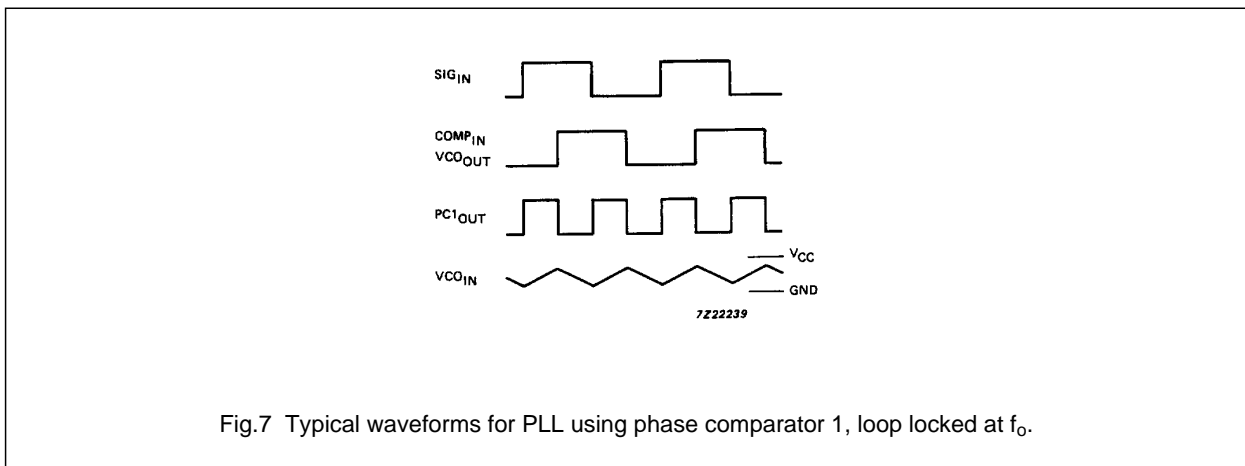 SIGIN
COMPIN
VCOOUT
PC1OUT
VCC
VCOIN
GND
7Z22239
Fig.7 Typical waveforms for PLL using phase comparator 1, loop locked at fo.